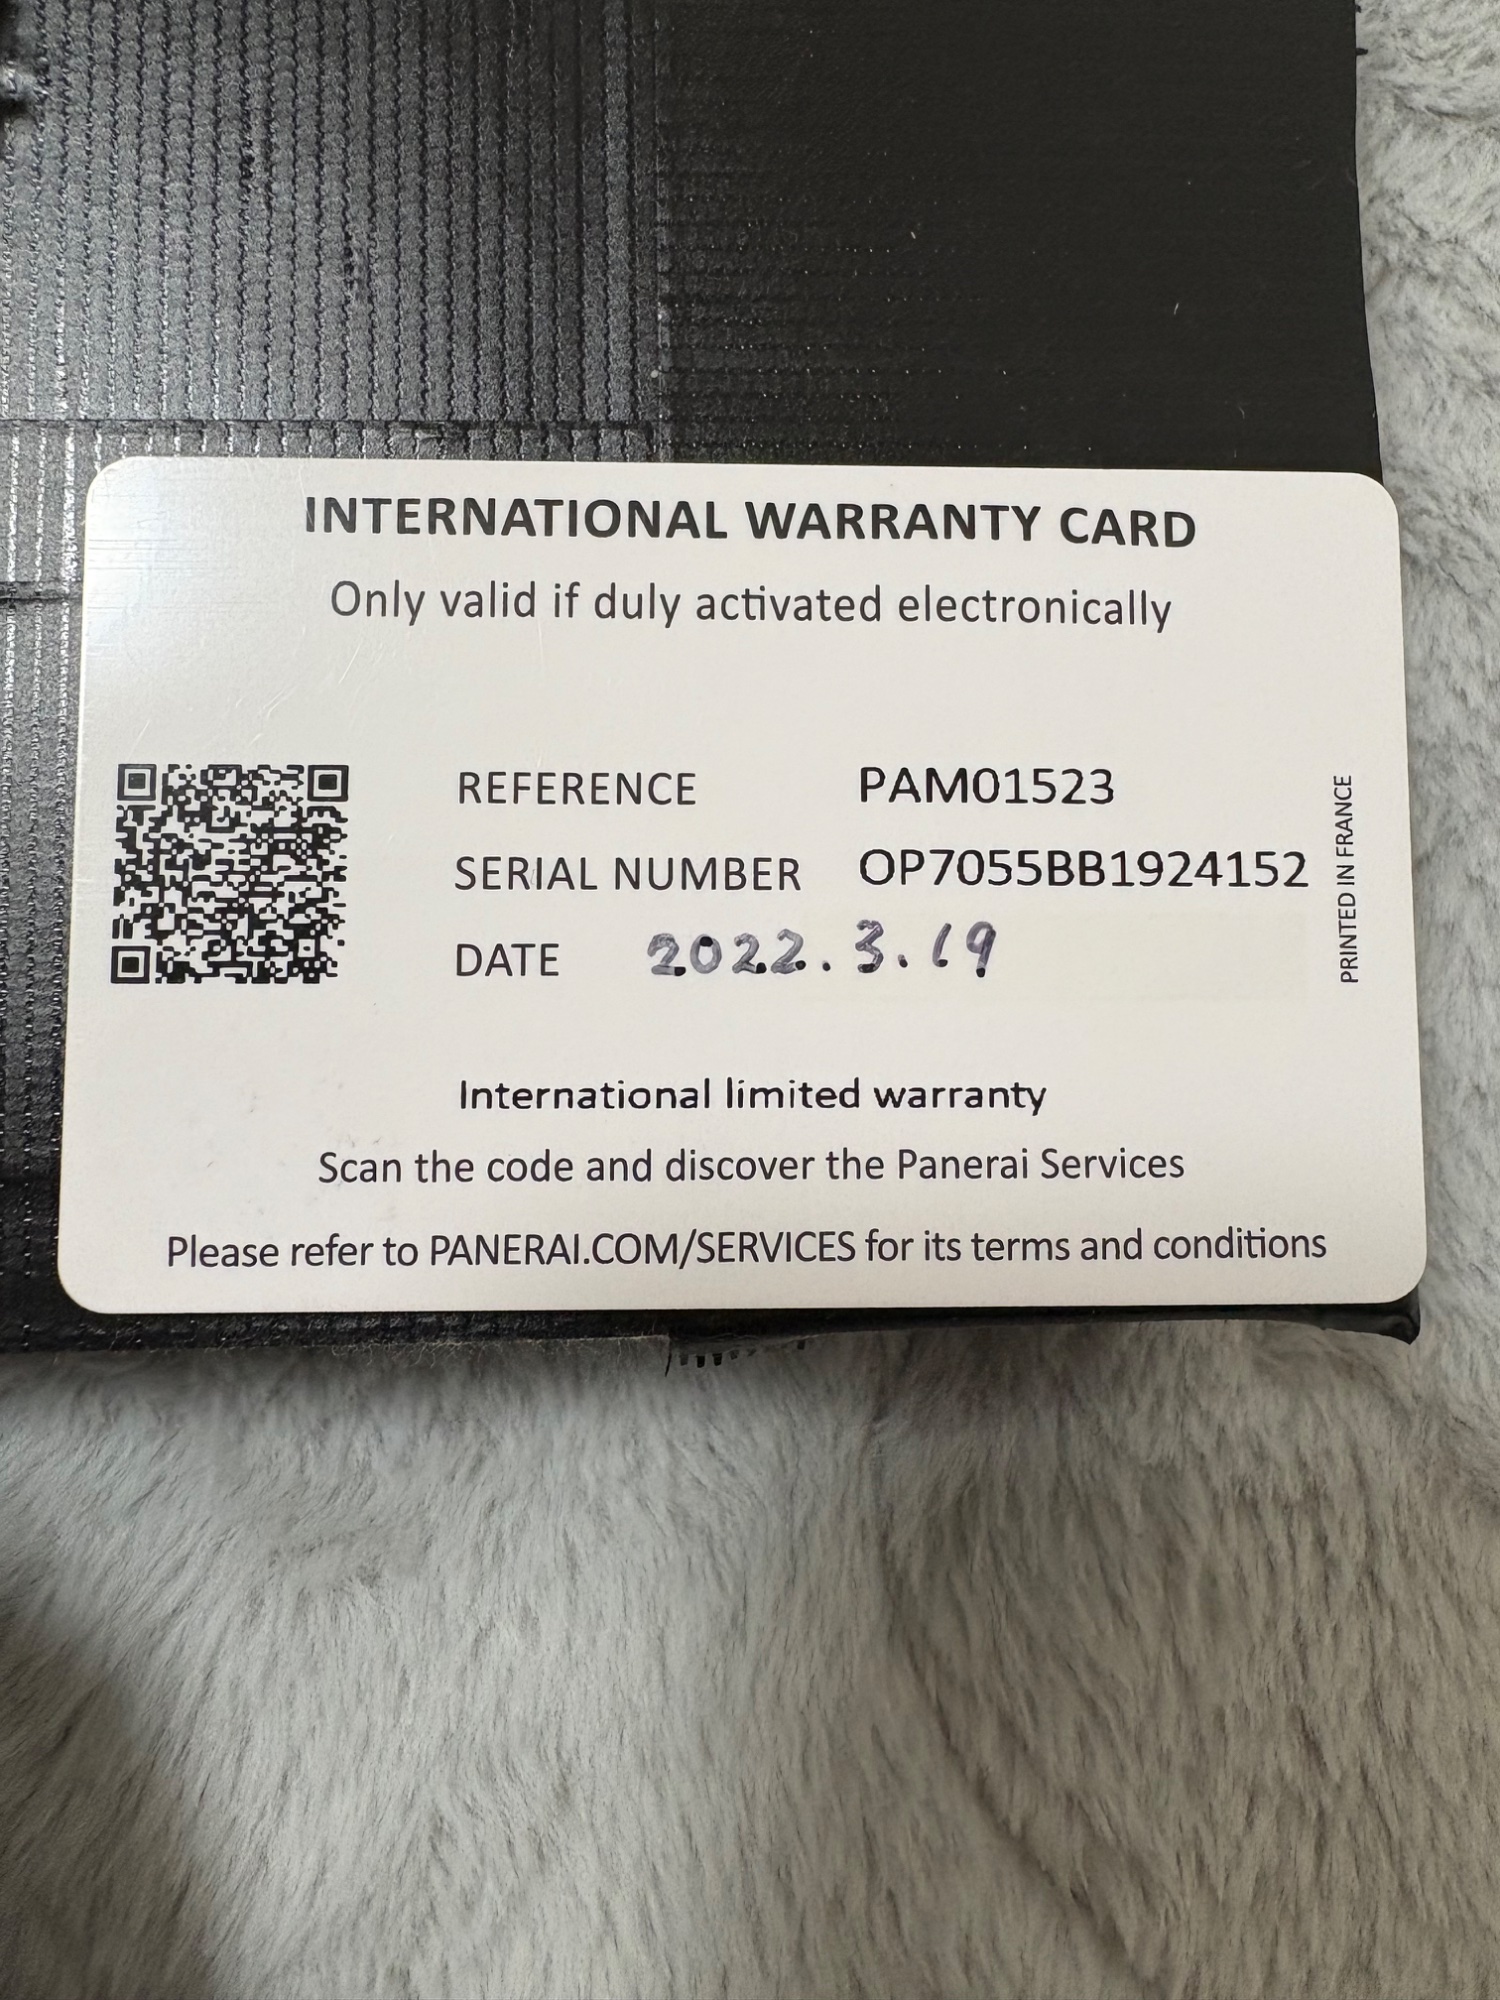 INTERNATIONAL WARRANTY CARD
Only valid if duly activated electronically
REFERENCE PAM01523
SERIAL NUMBER OP7055BB1924152
DATE 2022.3.19
PRINTED IN FRANCE
International limited warranty
Scan the code and discover the Panerai Services
Please refer to PANERAI.COM/SERVICES for its terms and conditions